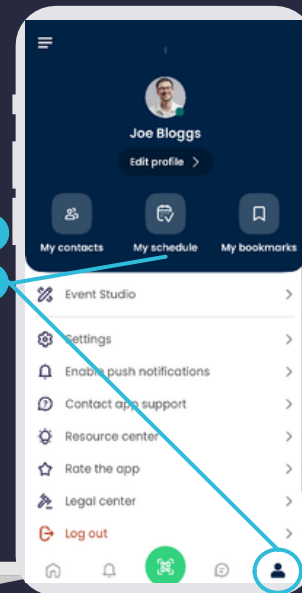 Joe Bloggs
Edit profile
My contacts My schedule My bookmarks
Event Studio
Settings
Enable push notifications
Contact app support
Resource center
Rate the app
Legal center
Log out